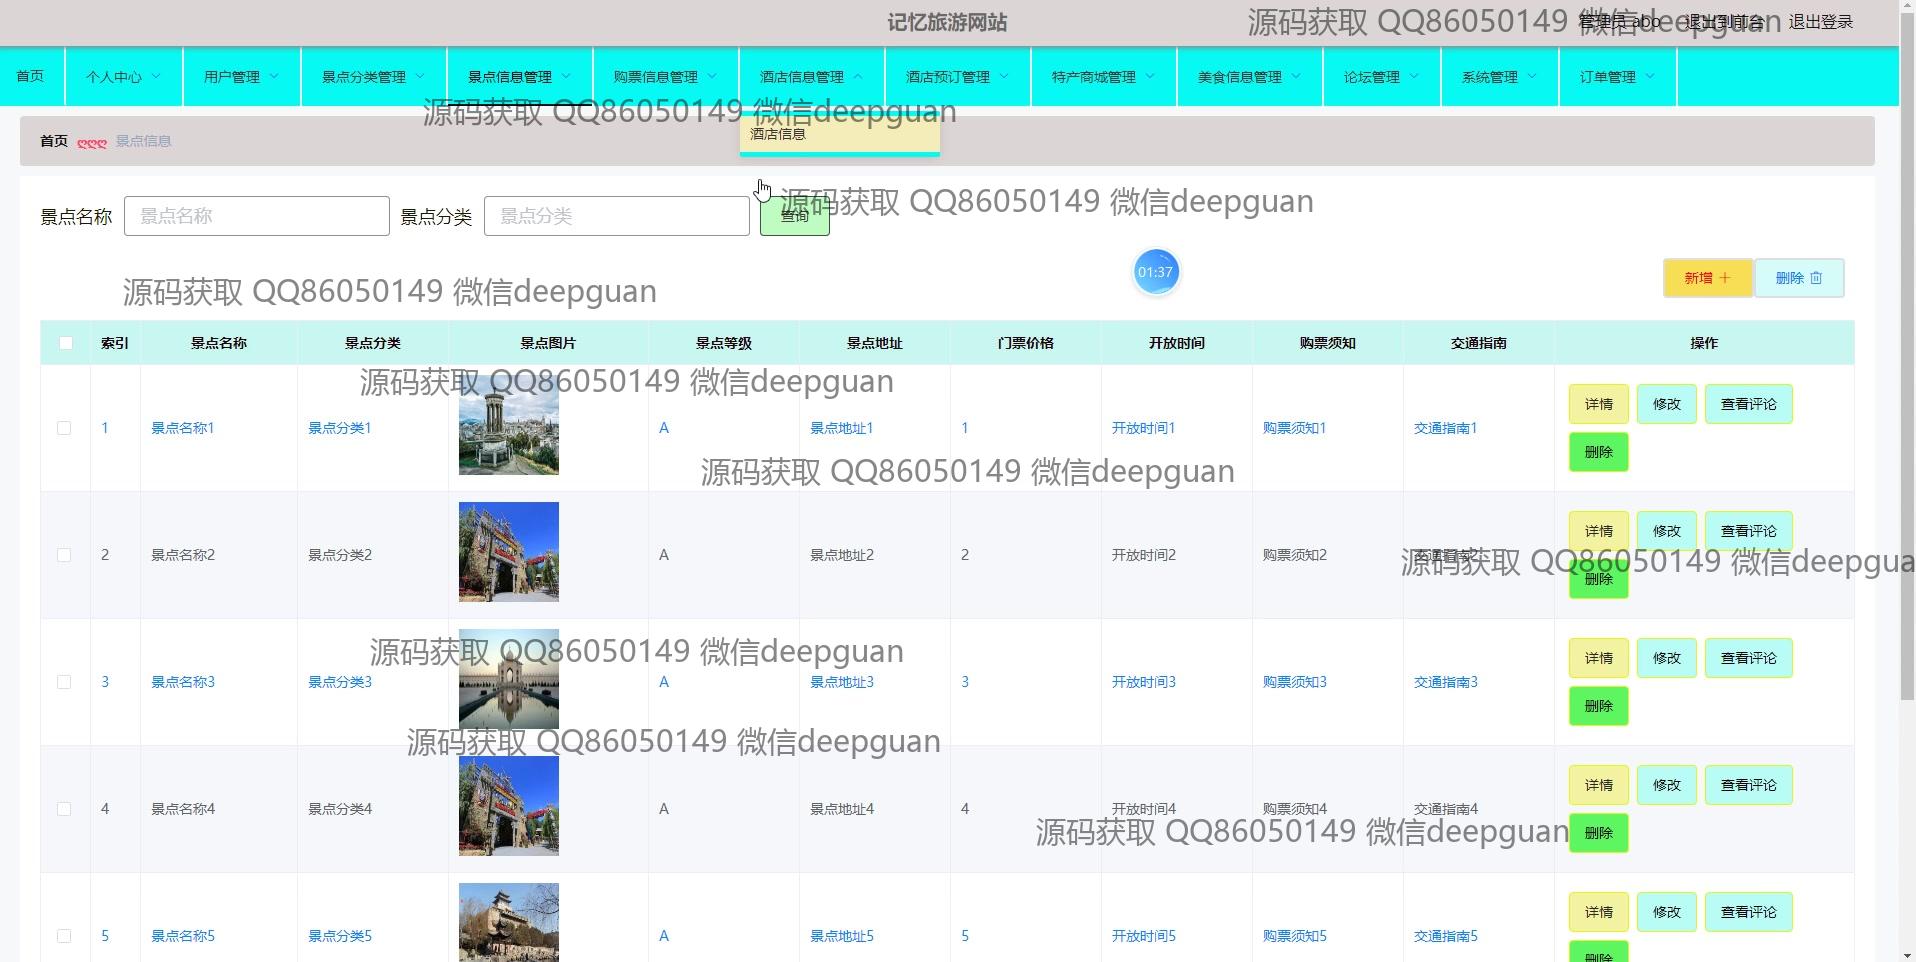 记忆旅游网站
管理员 abo 退出到前台 退出登录
源码获取 QQ86050149 微信deepguan
首页 个人中心 用户管理 景点分类管理 景点信息管理 购票信息管理 酒店信息管理 酒店预订管理 特产商城管理 美食信息管理 论坛管理 系统管理 订单管理
源码获取 QQ86050149 微信deepguan
首页 景点信息
酒店信息
源码获取 QQ86050149 微信deepguan
景点名称 景点名称 景点分类 景点分类 查询
01:37
新增 删除
源码获取 QQ86050149 微信deepguan
索引 景点名称 景点分类 景点图片 景点等级 景点地址 门票价格 开放时间 购票须知 交通指南 操作
源码获取 QQ86050149 微信deepguan
1 景点名称1 景点分类1 A 景点地址1 1 开放时间1 购票须知1 交通指南1 详情 修改 查看评论
删除
源码获取 QQ86050149 微信deepguan
2 景点名称2 景点分类2 A 景点地址2 2 开放时间2 购票须知2 交通指南2 详情 修改 查看评论
删除
源码获取 QQ86050149 微信deepgua
源码获取 QQ86050149 微信deepguan
3 景点名称3 景点分类3 A 景点地址3 3 开放时间3 购票须知3 交通指南3 详情 修改 查看评论
删除
源码获取 QQ86050149 微信deepguan
4 景点名称4 景点分类4 A 景点地址4 4 开放时间4 购票须知4 交通指南4 详情 修改 查看评论
删除
源码获取 QQ86050149 微信deepguan
5 景点名称5 景点分类5 A 景点地址5 5 开放时间5 购票须知5 交通指南5 详情 修改 查看评论
删除